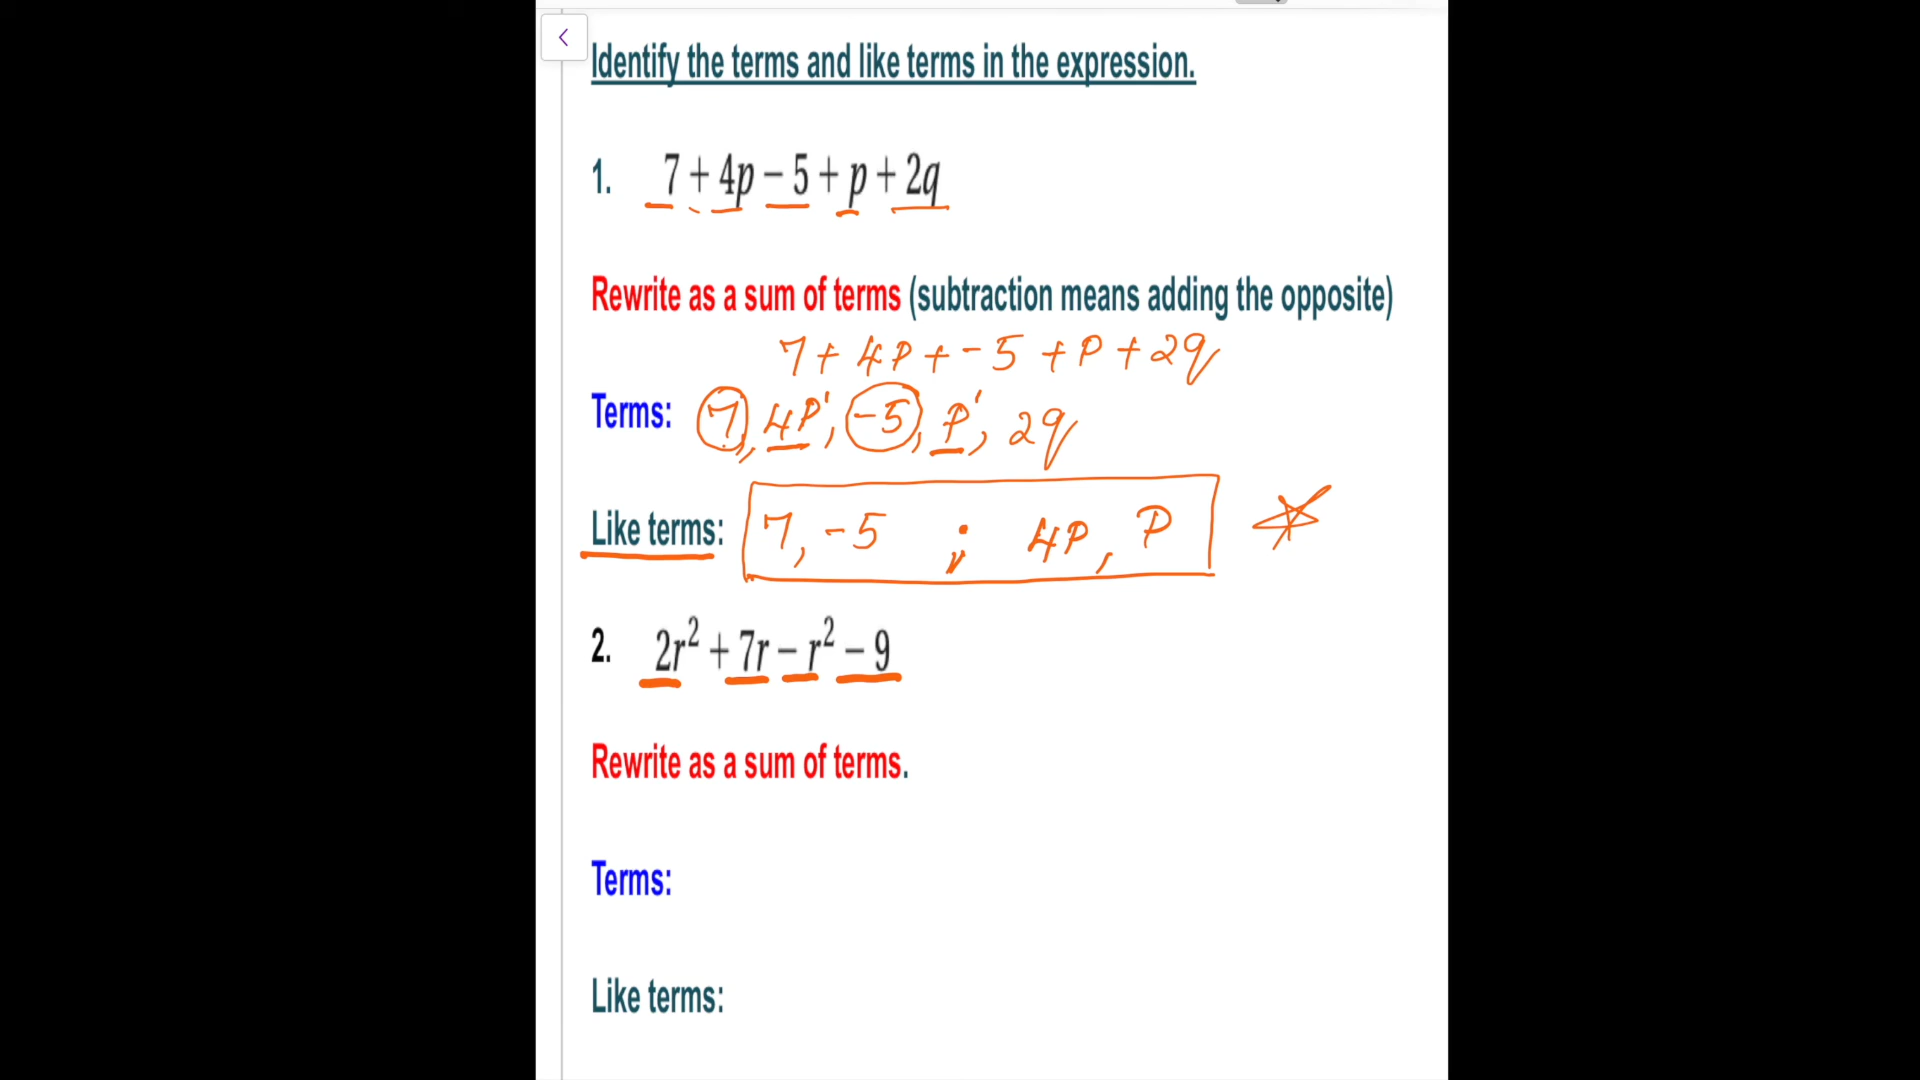 Identify the terms and like terms in the expression.
1. 7 + 4p − 5 + p + 2q
Rewrite as a sum of terms (subtraction means adding the opposite)
7 + 4P + -5 + P + 2q
Terms: 7, 4P', -5, P', 2q
Like terms: 7, -5 ; 4P, P
2. 2r² + 7r − r² − 9
Rewrite as a sum of terms.
Terms:
Like terms: